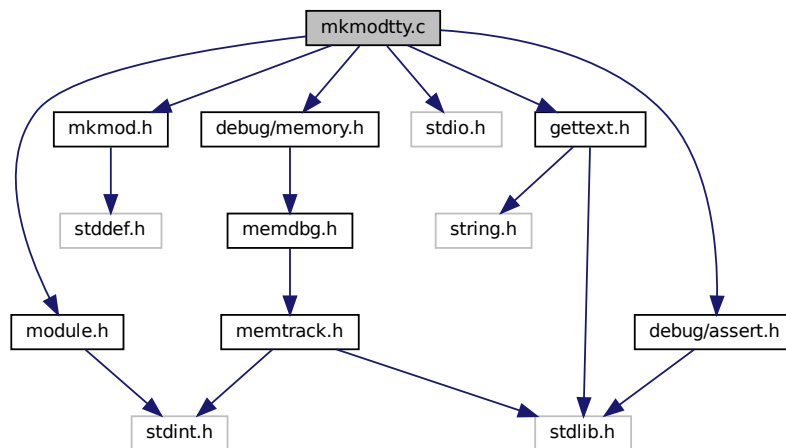 mkmodtty.c
mkmod.h
debug/memory.h
stdio.h
gettext.h
stddef.h
memdbg.h
string.h
module.h
memtrack.h
debug/assert.h
stdint.h
stdlib.h